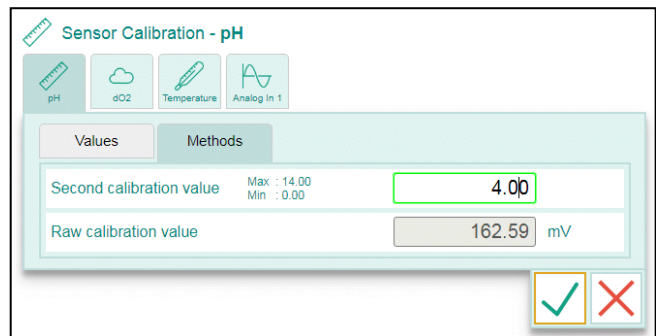 Sensor Calibration - pH
pH dO2 Temperature Analog In 1
Values Methods
Second calibration value Max : 14.00 4.00
Min : 0.00
Raw calibration value 162.59 mV